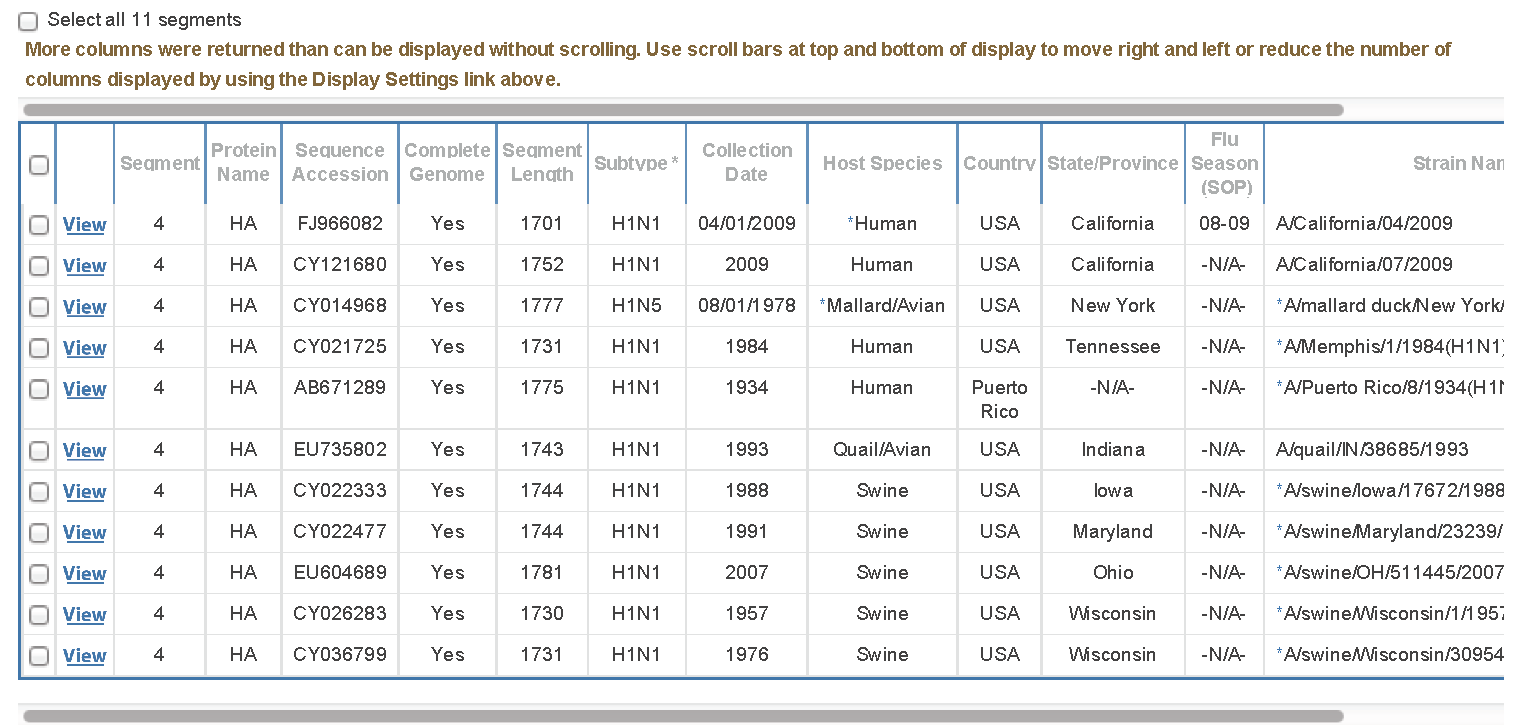 Select all 11 segments
More columns were returned than can be displayed without scrolling. Use scroll bars at top and bottom of display to move right and left or reduce the number of
columns displayed by using the Display Settings link above.
Segment Protein Name Sequence Accession Complete Genome Segment Length Subtype* Collection Date Host Species Country State/Province Flu Season (SOP) Strain Nam
View 4 HA FJ966082 Yes 1701 H1N1 04/01/2009 *Human USA California 08-09 A/California/04/2009
View 4 HA CY121680 Yes 1752 H1N1 2009 Human USA California -N/A- A/California/07/2009
View 4 HA CY014968 Yes 1777 H1N5 08/01/1978 *Mallard/Avian USA New York -N/A- *A/mallard duck/New York/
View 4 HA CY021725 Yes 1731 H1N1 1984 Human USA Tennessee -N/A- *A/Memphis/1/1984(H1N1)
View 4 HA AB671289 Yes 1775 H1N1 1934 Human Puerto Rico -N/A- -N/A- *A/Puerto Rico/8/1934(H1N
View 4 HA EU735802 Yes 1743 H1N1 1993 Quail/Avian USA Indiana -N/A- A/quail/IN/38685/1993
View 4 HA CY022333 Yes 1744 H1N1 1988 Swine USA Iowa -N/A- *A/swine/Iowa/17672/1988
View 4 HA CY022477 Yes 1744 H1N1 1991 Swine USA Maryland -N/A- *A/swine/Maryland/23239/
View 4 HA EU604689 Yes 1781 H1N1 2007 Swine USA Ohio -N/A- *A/swine/OH/511445/2007
View 4 HA CY026283 Yes 1730 H1N1 1957 Swine USA Wisconsin -N/A- *A/swine/Wisconsin/1/1957
View 4 HA CY036799 Yes 1731 H1N1 1976 Swine USA Wisconsin -N/A- *A/swine/Wisconsin/30954